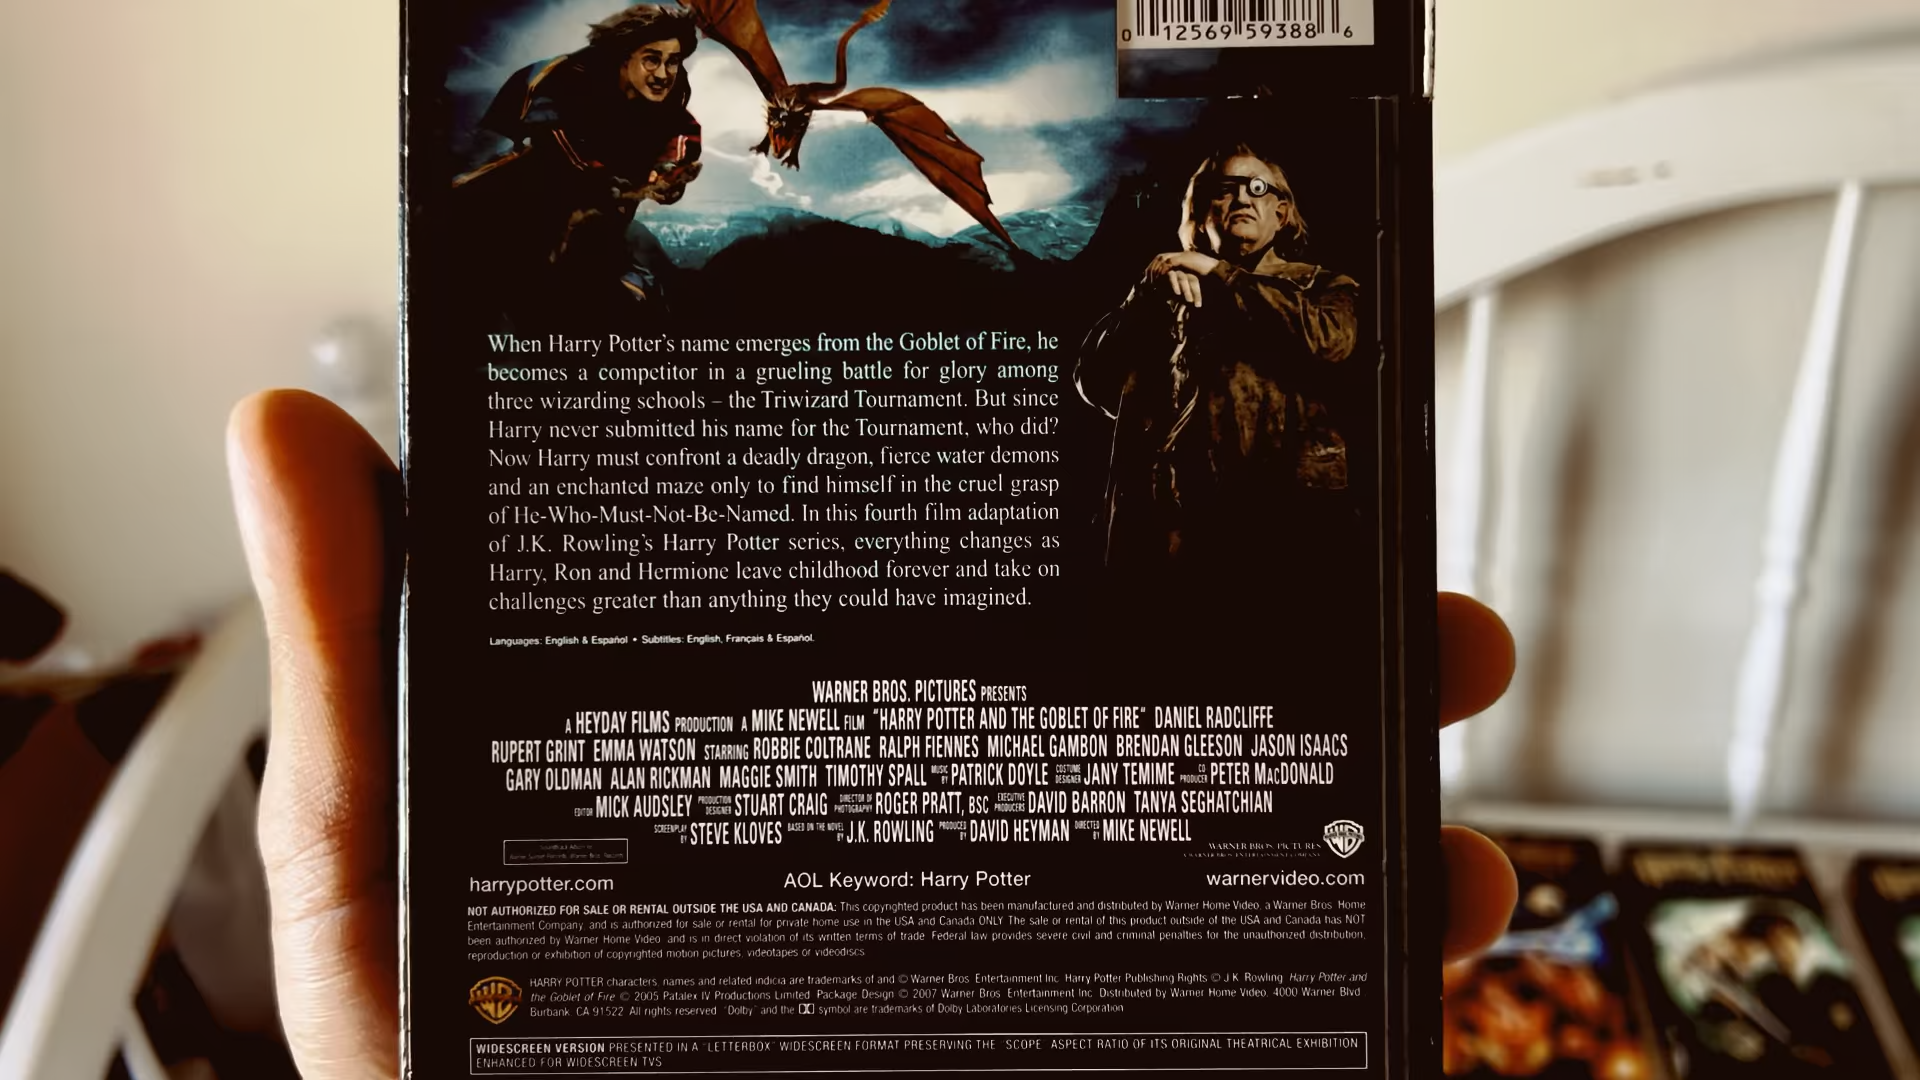 0 12569 59388 6
When Harry Potter's name emerges from the Goblet of Fire, he
becomes a competitor in a grueling battle for glory among
three wizarding schools – the Triwizard Tournament. But since
Harry never submitted his name for the Tournament, who did?
Now Harry must confront a deadly dragon, fierce water demons
and an enchanted maze only to find himself in the cruel grasp
of He-Who-Must-Not-Be-Named. In this fourth film adaptation
of J.K. Rowling's Harry Potter series, everything changes as
Harry, Ron and Hermione leave childhood forever and take on
challenges greater than anything they could have imagined.
Languages: English & Español • Subtitles: English, Français & Español.
WARNER BROS. PICTURES PRESENTS
A HEYDAY FILMS PRODUCTION A MIKE NEWELL FILM "HARRY POTTER AND THE GOBLET OF FIRE" DANIEL RADCLIFFE
RUPERT GRINT EMMA WATSON STARRING ROBBIE COLTRANE RALPH FIENNES MICHAEL GAMBON BRENDAN GLEESON JASON ISAACS
GARY OLDMAN ALAN RICKMAN MAGGIE SMITH TIMOTHY SPALL MUSIC BY PATRICK DOYLE COSTUME DESIGNER JANY TEMIME CO PRODUCER PETER MACDONALD
EDITOR MICK AUDSLEY PRODUCTION DESIGNER STUART CRAIG DIRECTOR OF PHOTOGRAPHY ROGER PRATT, BSC EXECUTIVE PRODUCERS DAVID BARRON TANYA SEGHATCHIAN
SCREENPLAY BY STEVE KLOVES BASED ON THE NOVEL BY J.K. ROWLING PRODUCED BY DAVID HEYMAN DIRECTED BY MIKE NEWELL
WARNER BROS. PICTURES
harrypotter.com AOL Keyword: Harry Potter warnervideo.com
NOT AUTHORIZED FOR SALE OR RENTAL OUTSIDE THE USA AND CANADA: This copyrighted product has been manufactured and distributed by Warner Home Video, a Warner Bros. Home
Entertainment Company, and is authorized for sale or rental for private home use in the USA and Canada ONLY. The sale or rental of this product outside of the USA and Canada has NOT
been authorized by Warner Home Video, and is in direct violation of its written terms of trade. Federal law provides severe civil and criminal penalties for the unauthorized distribution,
reproduction or exhibition of copyrighted motion pictures, videotapes or videodiscs.
HARRY POTTER characters, names and related indicia are trademarks of and © Warner Bros. Entertainment Inc. Harry Potter Publishing Rights © J.K. Rowling. Harry Potter and
the Goblet of Fire © 2005 Patalex IV Productions Limited. Package Design © 2007 Warner Bros. Entertainment Inc. Distributed by Warner Home Video, 4000 Warner Blvd.,
Burbank, CA 91522. All rights reserved. "Dolby" and the symbol are trademarks of Dolby Laboratories Licensing Corporation.
WIDESCREEN VERSION PRESENTED IN A "LETTERBOX" WIDESCREEN FORMAT PRESERVING THE "SCOPE" ASPECT RATIO OF ITS ORIGINAL THEATRICAL EXHIBITION.
ENHANCED FOR WIDESCREEN TVS.